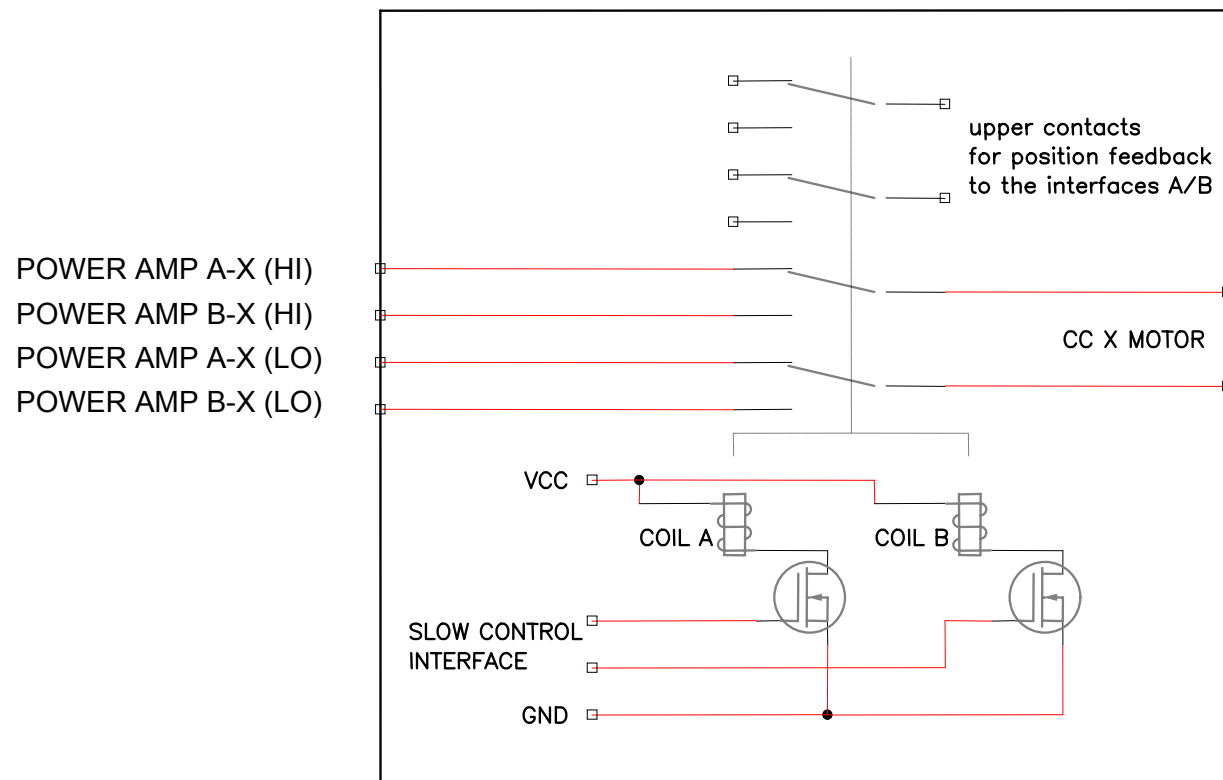 upper contacts
for position feedback
to the interfaces A/B
POWER AMP A-X (HI)
POWER AMP B-X (HI)
POWER AMP A-X (LO)
POWER AMP B-X (LO)
CC X MOTOR
VCC
COIL A
COIL B
SLOW CONTROL
INTERFACE
GND